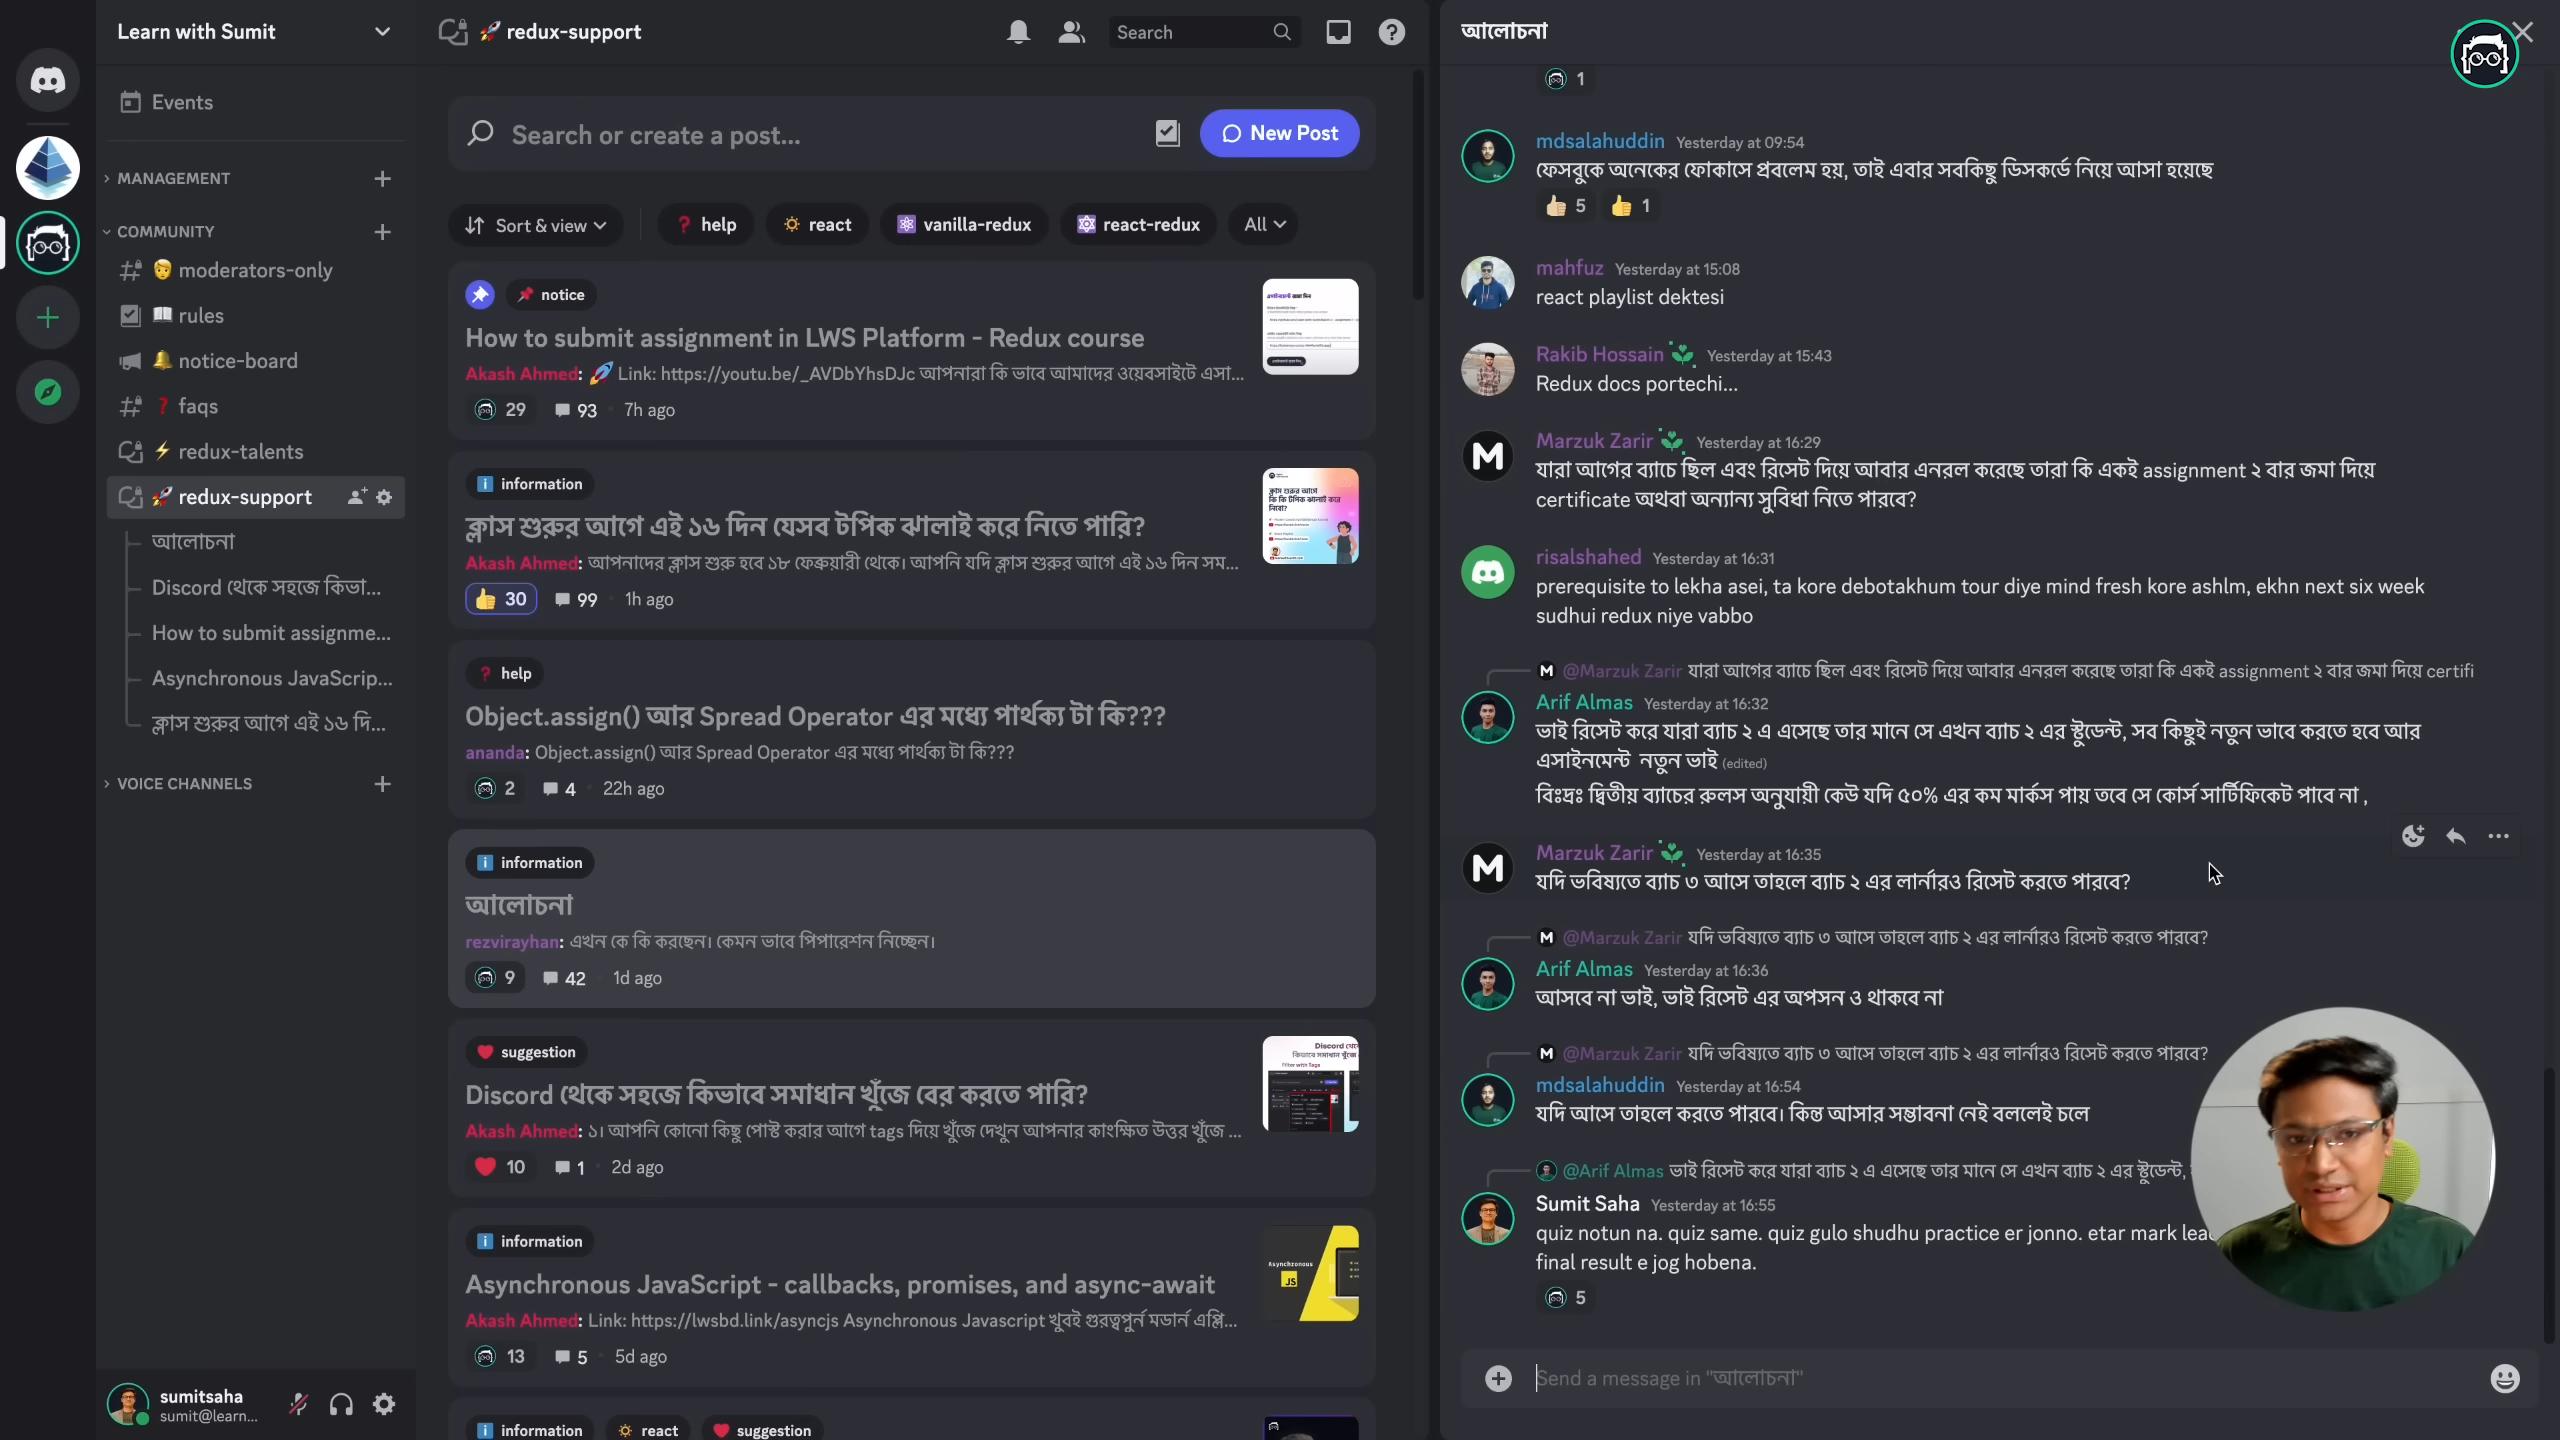 Learn with Sumit
Events
MANAGEMENT
COMMUNITY
moderators-only
rules
notice-board
faqs
redux-talents
redux-support
আলোচনা
Discord থেকে সহজে কিভা...
How to submit assignme...
Asynchronous JavaScrip...
ক্লাস শুরুর আগে এই ১৬ দি...
VOICE CHANNELS
sumitsaha
sumit@learn...
redux-support
Search
Search or create a post...
New Post
Sort & view
help
react
vanilla-redux
react-redux
All
notice
How to submit assignment in LWS Platform - Redux course
Akash Ahmed: 🚀 Link: https://youtu.be/_AVDbYhsDJc আপনারা কি ভাবে আমাদের ওয়েবসাইটে এসা...
29 93 7h ago
information
ক্লাস শুরুর আগে এই ১৬ দিন যেসব টপিক ঝালাই করে নিতে পারি?
Akash Ahmed: আপনাদের ক্লাস শুরু হবে ১৮ ফেব্রুয়ারী থেকে। আপনি যদি ক্লাস শুরুর আগে এই ১৬ দিন সম...
30 99 1h ago
help
Object.assign() আর Spread Operator এর মধ্যে পার্থক্য টা কি???
ananda: Object.assign() আর Spread Operator এর মধ্যে পার্থক্য টা কি???
2 4 22h ago
information
আলোচনা
rezvirayhan: এখন কে কি করছেন। কেমন ভাবে পিপারেশন নিচ্ছেন।
9 42 1d ago
suggestion
Discord থেকে সহজে কিভাবে সমাধান খুঁজে বের করতে পারি?
Akash Ahmed: ১। আপনি কোনো কিছু পোস্ট করার আগে tags দিয়ে খুঁজে দেখুন আপনার কাংক্ষিত উত্তর খুঁজে ...
10 1 2d ago
information
Asynchronous JavaScript - callbacks, promises, and async-await
Akash Ahmed: Link: https://lwsbd.link/asyncjs Asynchronous Javascript খুবই গুরত্বপুর্ন মডার্ন এপ্লি...
Asynchronous
JS
13 5 5d ago
information react suggestion
আলোচনা
1
mdsalahuddin Yesterday at 09:54
ফেসবুকে অনেকের ফোকাসে প্রবলেম হয়, তাই এবার সবকিছু ডিসকর্ডে নিয়ে আসা হয়েছে
5 1
mahfuz Yesterday at 15:08
react playlist dektesi
Rakib Hossain Yesterday at 15:43
Redux docs portechi...
Marzuk Zarir Yesterday at 16:29
যারা আগের ব্যাচে ছিল এবং রিসেট দিয়ে আবার এনরল করেছে তারা কি একই assignment ২ বার জমা দিয়ে
certificate অথবা অন্যান্য সুবিধা নিতে পারবে?
risalshahed Yesterday at 16:31
prerequisite to lekha asei, ta kore debotakhum tour diye mind fresh kore ashlm, ekhn next six week
sudhui redux niye vabbo
@Marzuk Zarir যারা আগের ব্যাচে ছিল এবং রিসেট দিয়ে আবার এনরল করেছে তারা কি একই assignment ২ বার জমা দিয়ে certifi
Arif Almas Yesterday at 16:32
ভাই রিসেট করে যারা ব্যাচ ২ এ এসেছে তার মানে সে এখন ব্যাচ ২ এর স্টুডেন্ট, সব কিছুই নতুন ভাবে করতে হবে আর
এসাইনমেন্ট নতুন ভাই (edited)
বিঃদ্রঃ দ্বিতীয় ব্যাচের রুলস অনুযায়ী কেউ যদি ৫০% এর কম মার্কস পায় তবে সে কোর্স সার্টিফিকেট পাবে না ,
Marzuk Zarir Yesterday at 16:35
যদি ভবিষ্যতে ব্যাচ ৩ আসে তাহলে ব্যাচ ২ এর লার্নারও রিসেট করতে পারবে?
@Marzuk Zarir যদি ভবিষ্যতে ব্যাচ ৩ আসে তাহলে ব্যাচ ২ এর লার্নারও রিসেট করতে পারবে?
Arif Almas Yesterday at 16:36
আসবে না ভাই, ভাই রিসেট এর অপসন ও থাকবে না
@Marzuk Zarir যদি ভবিষ্যতে ব্যাচ ৩ আসে তাহলে ব্যাচ ২ এর লার্নারও রিসেট করতে পারবে?
mdsalahuddin Yesterday at 16:54
যদি আসে তাহলে করতে পারবে। কিন্ত আসার সম্ভাবনা নেই বললেই চলে
@Arif Almas ভাই রিসেট করে যারা ব্যাচ ২ এ এসেছে তার মানে সে এখন ব্যাচ ২ এর স্টুডেন্ট,
Sumit Saha Yesterday at 16:55
quiz notun na. quiz same. quiz gulo shudhu practice er jonno. etar mark
final result e jog hobena.
5
Send a message in "আলোচনা"